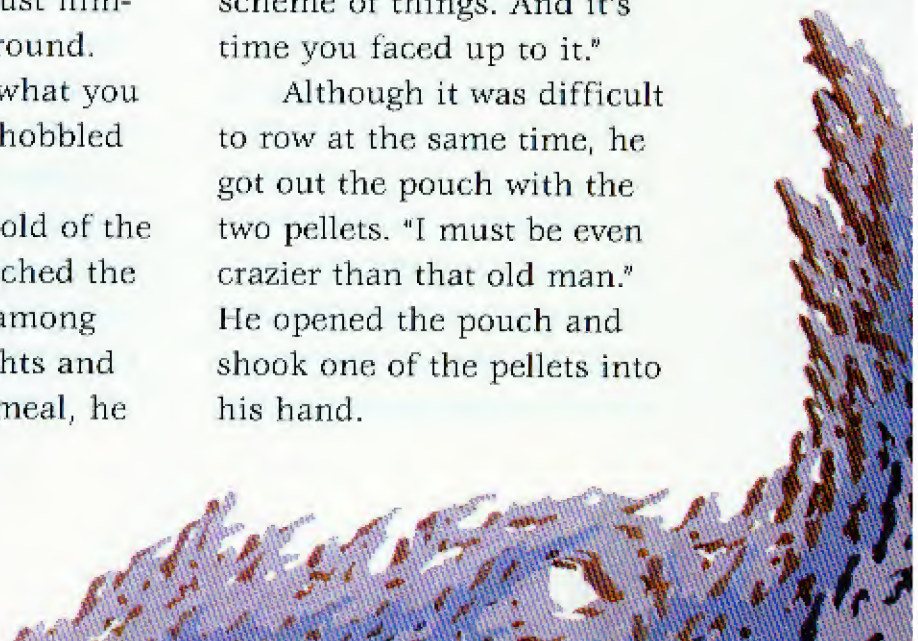 ust him-
round.
what you
hobbled
old of the
ched the
among
hts and
meal, he
scheme of things. And it's
time you faced up to it."
Although it was difficult
to row at the same time, he
got out the pouch with the
two pellets. "I must be even
crazier than that old man."
He opened the pouch and
shook one of the pellets into
his hand.